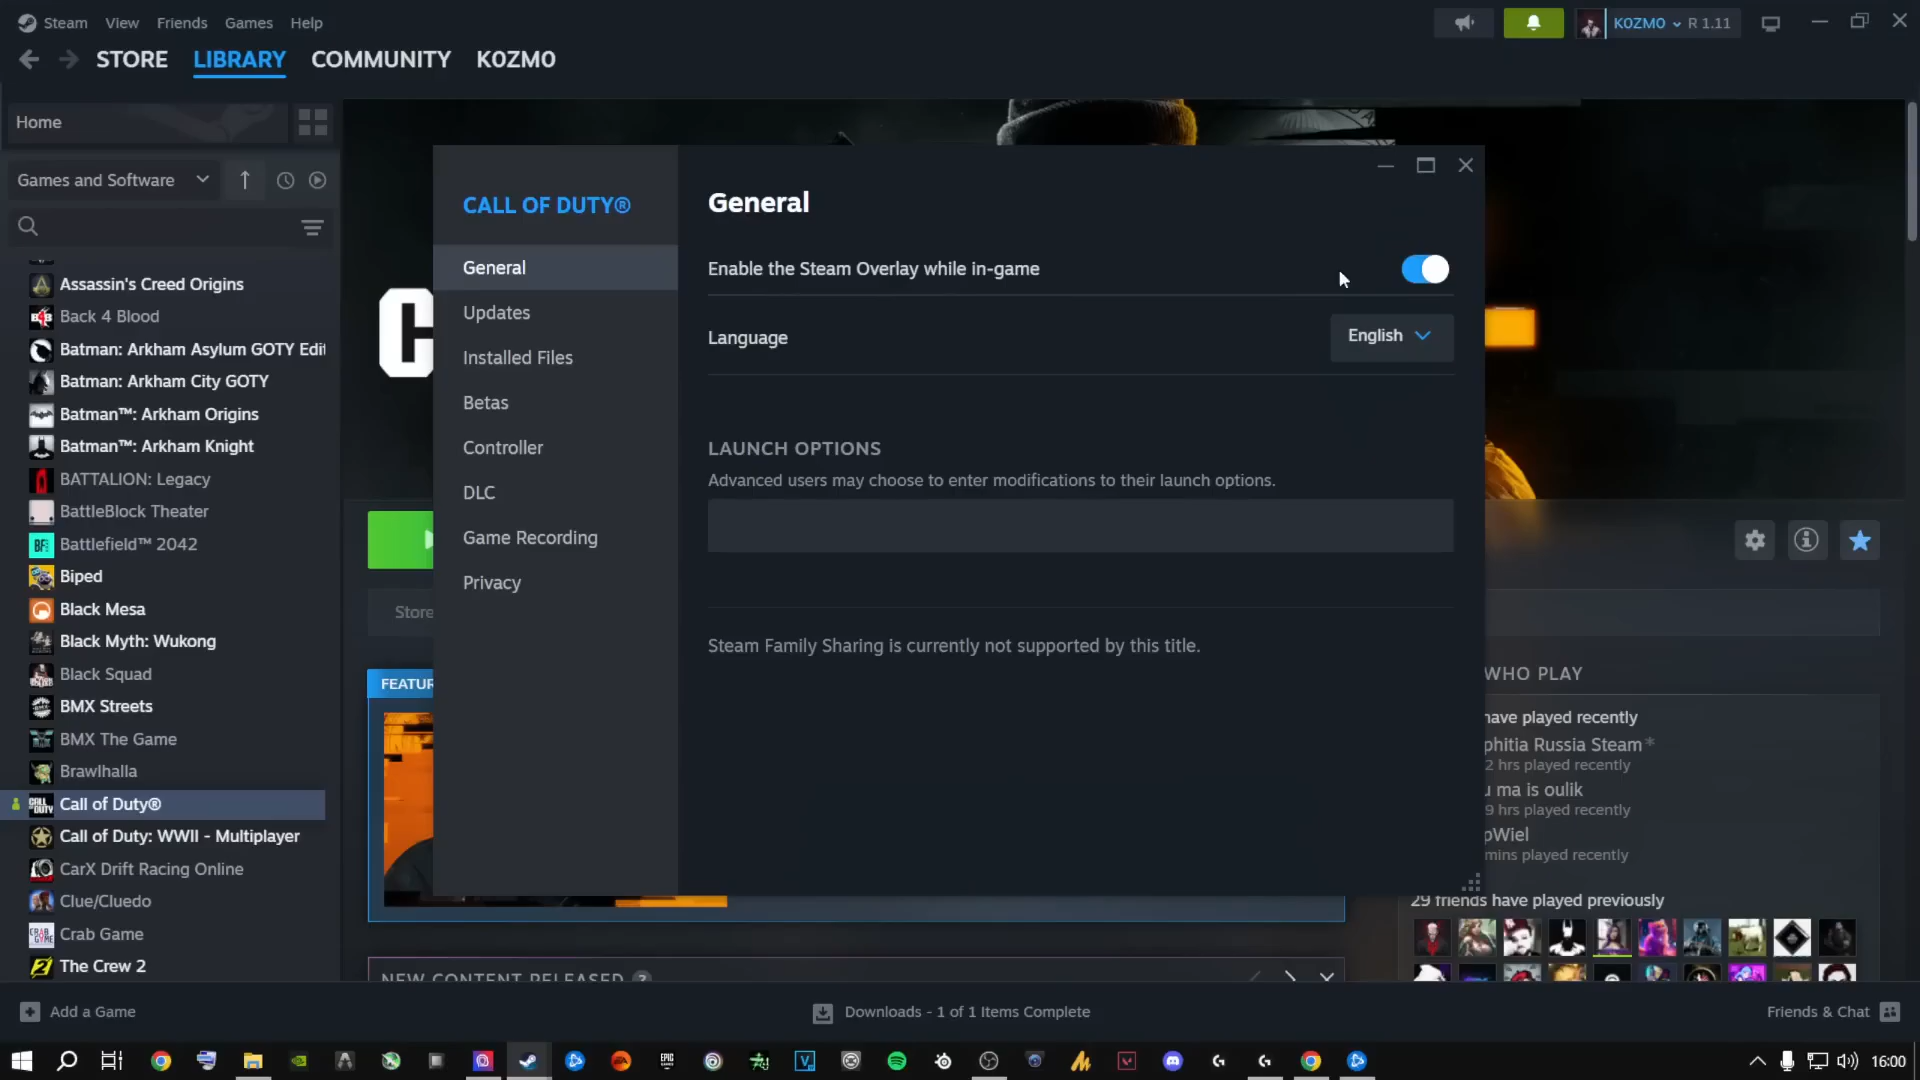 Steam View Friends Games Help
K0ZM0 R 1.11
STORE LIBRARY COMMUNITY K0ZM0
Home
Games and Software
Assassin's Creed Origins
Back 4 Blood
Batman: Arkham Asylum GOTY Edit
Batman: Arkham City GOTY
Batman™: Arkham Origins
Batman™: Arkham Knight
BATTALION: Legacy
BattleBlock Theater
Battlefield™ 2042
Biped
Black Mesa
Black Myth: Wukong
Black Squad
BMX Streets
BMX The Game
Brawlhalla
Call of Duty®
Call of Duty: WWII - Multiplayer
CarX Drift Racing Online
Clue/Cluedo
Crab Game
The Crew 2
CALL OF DUTY®
General
Updates
Installed Files
Betas
Controller
DLC
Game Recording
Privacy
General
Enable the Steam Overlay while in-game
Language English
LAUNCH OPTIONS
Advanced users may choose to enter modifications to their launch options.
Steam Family Sharing is currently not supported by this title.
Store
FEATUR
NEW CONTENT RELEASED ?
WHO PLAY
have played recently
phitia Russia Steam*
2 hrs played recently
u ma is oulik
9 hrs played recently
pWiel
mins played recently
29 friends have played previously
Add a Game
Downloads - 1 of 1 Items Complete
Friends & Chat
16:00